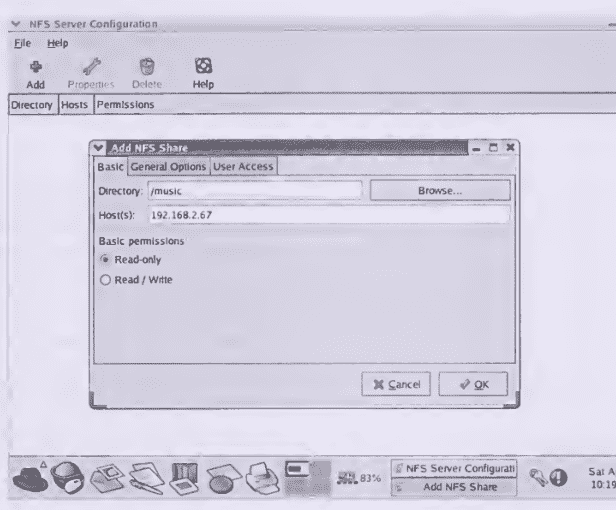 NFS Server Configuration
File Help
Add Properties Delete Help
Directory Hosts Permissions
Add NFS Share
Basic General Options User Access
Directory: /music Browse...
Host(s): 192.168.2.67
Basic permissions
Read-only
Read / Write
Cancel OK
83%
NFS Server Configurati
Add NFS Share
Sat A
10:19